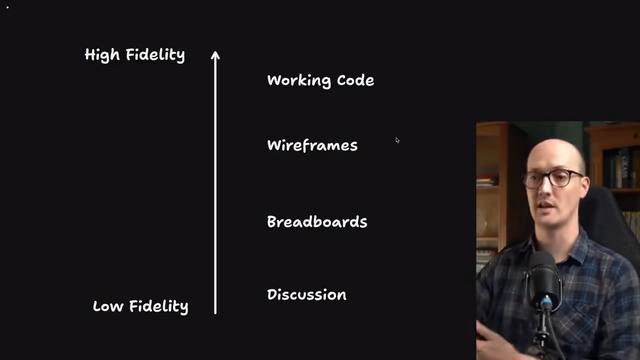 High Fidelity
Working Code
Wireframes
Breadboards
Discussion
Low Fidelity